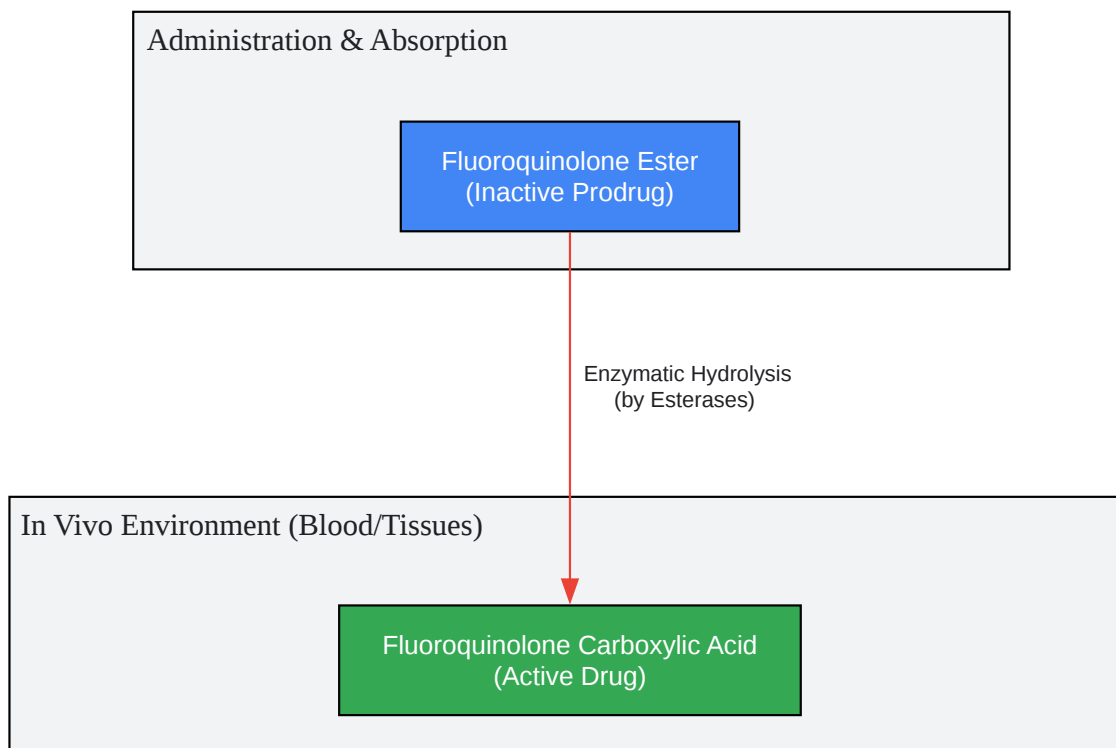 Administration & Absorption
Fluoroquinolone Ester
(Inactive Prodrug)
Enzymatic Hydrolysis
(by Esterases)
In Vivo Environment (Blood/Tissues)
Fluoroquinolone Carboxylic Acid
(Active Drug)